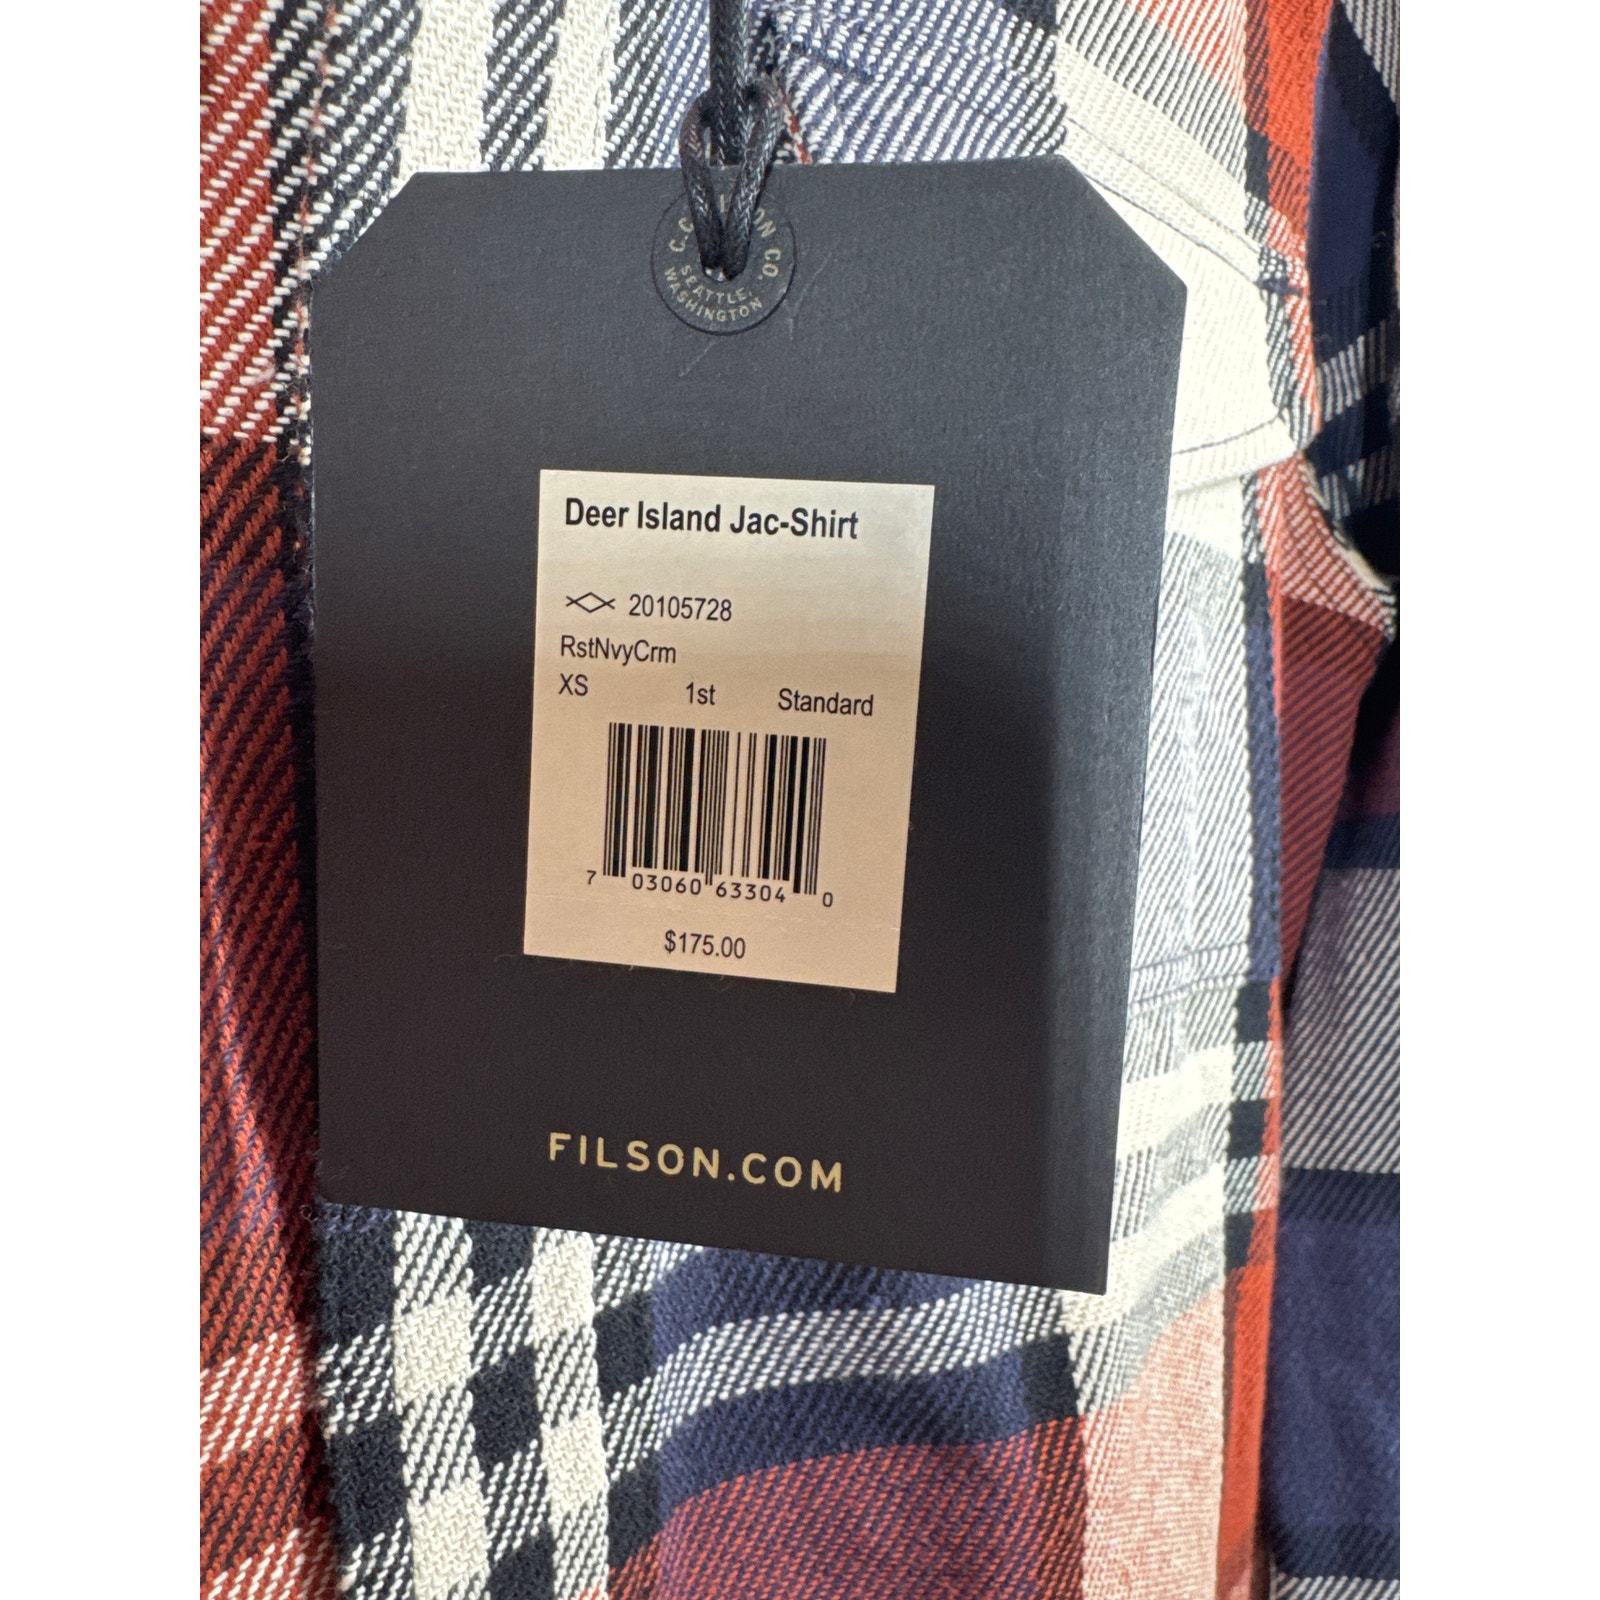 C.C. FILSON CO.
SEATTLE,
WASHINGTON
Deer Island Jac-Shirt
20105728
RstNvyCrm
XS 1st Standard
7 03060 63304 0
$175.00
FILSON.COM